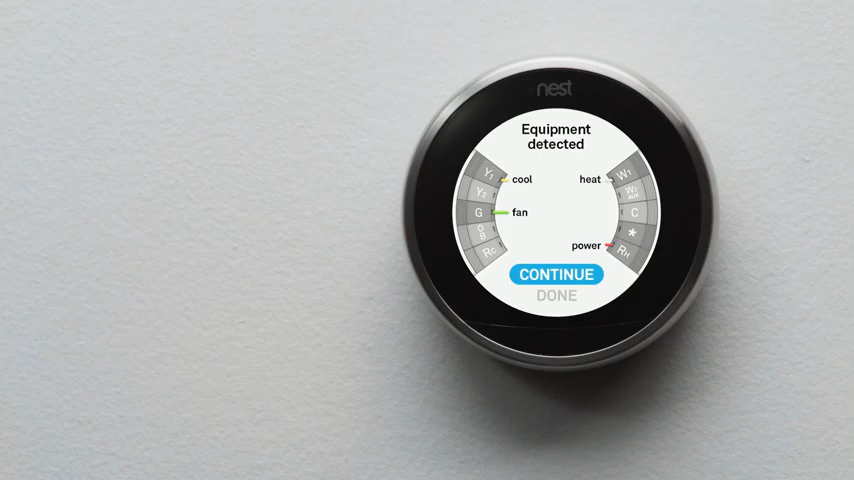 nest
Equipment
detected
Y1
cool
heat
W1
Y2
W2
AUX
G
fan
C
O
B
*
RC
power
RH
CONTINUE
DONE